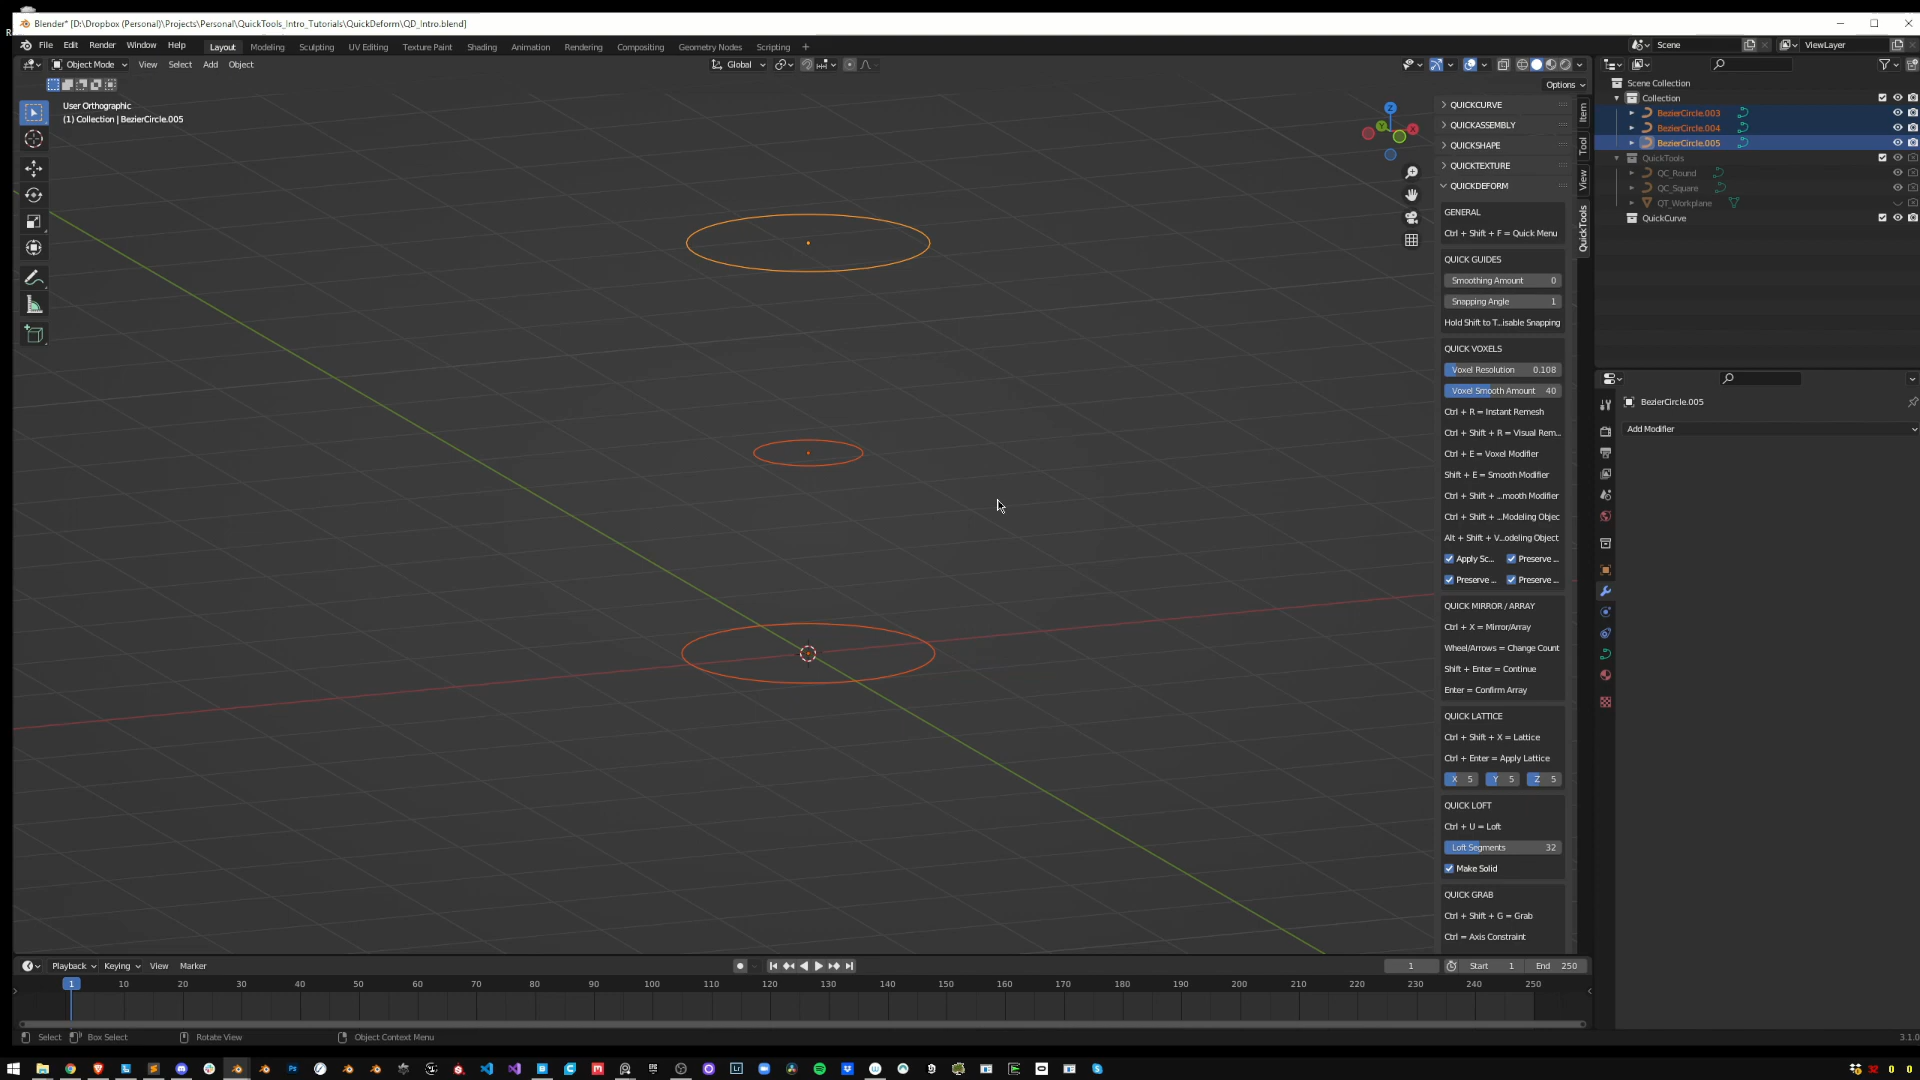 Blender* [D:\Dropbox (Personal)\Projects\Personal\QuickTools_Intro_Tutorials\QuickDeform\QD_Intro.blend]
File Edit Render Window Help Layout Modeling Sculpting UV Editing Texture Paint Shading Animation Rendering Compositing Geometry Nodes Scripting + Scene ViewLayer
Object Mode View Select Add Object Global
Options
User Orthographic
(1) Collection | BezierCircle.005
QUICKCURVE
QUICKASSEMBLY
QUICKSHAPE
QUICKTEXTURE
QUICKDEFORM
GENERAL
Ctrl + Shift + F = Quick Menu
QUICK GUIDES
Smoothing Amount 0
Snapping Angle 1
Hold Shift to T...isable Snapping
QUICK VOXELS
Voxel Resolution 0.108
Voxel Smooth Amount 40
Ctrl + R = Instant Remesh
Ctrl + Shift + R = Visual Rem...
Ctrl + E = Voxel Modifier
Shift + E = Smooth Modifier
Ctrl + Shift + ...mooth Modifier
Ctrl + Shift + ...Modeling Objec
Alt + Shift + V...odeling Object
Apply Sc... Preserve ...
Preserve ... Preserve ...
QUICK MIRROR / ARRAY
Ctrl + X = Mirror/Array
Wheel/Arrows = Change Count
Shift + Enter = Continue
Enter = Confirm Array
QUICK LATTICE
Ctrl + Shift + X = Lattice
Ctrl + Enter = Apply Lattice
X 5 Y 5 Z 5
QUICK LOFT
Ctrl + U = Loft
Loft Segments 32
Make Solid
QUICK GRAB
Ctrl + Shift + G = Grab
Ctrl = Axis Constraint
Item
Tool
View
QuickTools
Z
Y
X
Scene Collection
Collection
BezierCircle.003
BezierCircle.004
BezierCircle.005
QuickTools
QC_Round
QC_Square
QT_Workplane
QuickCurve
BezierCircle.005
Add Modifier
Playback Keying View Marker 1 Start 1 End 250
1 10 20 30 40 50 60 70 80 90 100 110 120 130 140 150 160 170 180 190 200 210 220 230 240 250
Select Box Select Rotate View Object Context Menu 3.1.0
32 0 0